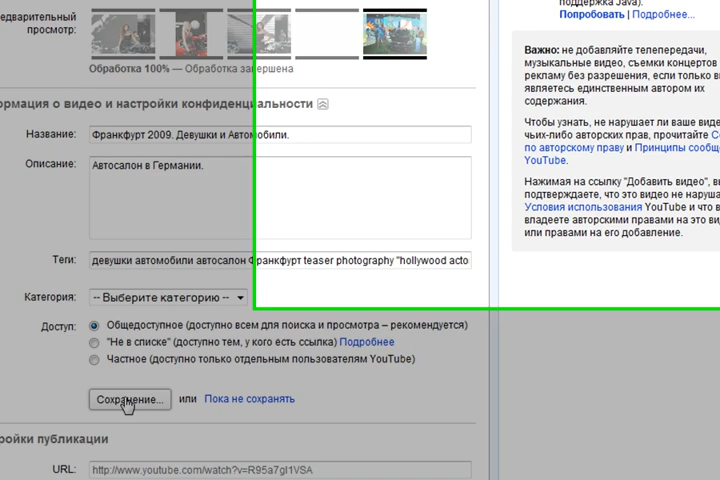 едварительный
просмотр:
Обработка 100% — Обработка завершена
ормация о видео и настройки конфиденциальности
Название:
Франкфурт 2009. Девушки и Автомобили.
Описание:
Автосалон в Германии.
Теги:
девушки автомобили автосалон Франкфурт teaser photography "hollywood acto
Категория:
-- Выберите категорию --
Доступ:
Общедоступное (доступно всем для поиска и просмотра – рекомендуется)
"Не в списке" (доступно тем, у кого есть ссылка) Подробнее
Частное (доступно только отдельным пользователям YouTube)
Сохранение... или Пока не сохранять
ройки публикации
URL:
http://www.youtube.com/watch?v=R95a7gI1VSA
поддержка Java).
Попробовать | Подробнее...
Важно: не добавляйте телепередачи,
музыкальные видео, съемки концертов
рекламу без разрешения, если только в
являетесь единственным автором их
содержания.
Чтобы узнать, не нарушает ли ваше виде
чьих-либо авторских прав, прочитайте С
по авторскому праву и Принципы сообщ
YouTube.
Нажимая на ссылку "Добавить видео", в
подтверждаете, что это видео не наруша
Условия использования YouTube и что в
владеете авторскими правами на это ви
или правами на его добавление.